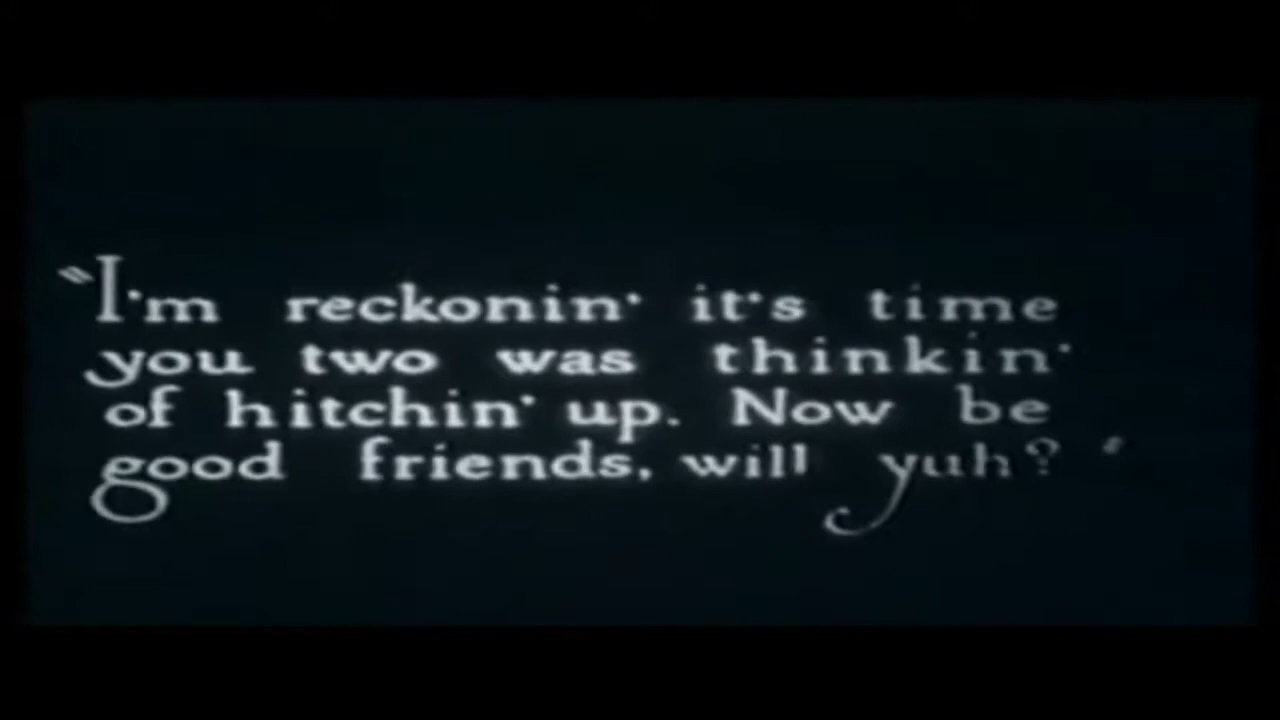 "I'm reckonin' it's time
you two was thinkin'
of hitchin' up. Now be
good friends, will yuh?"